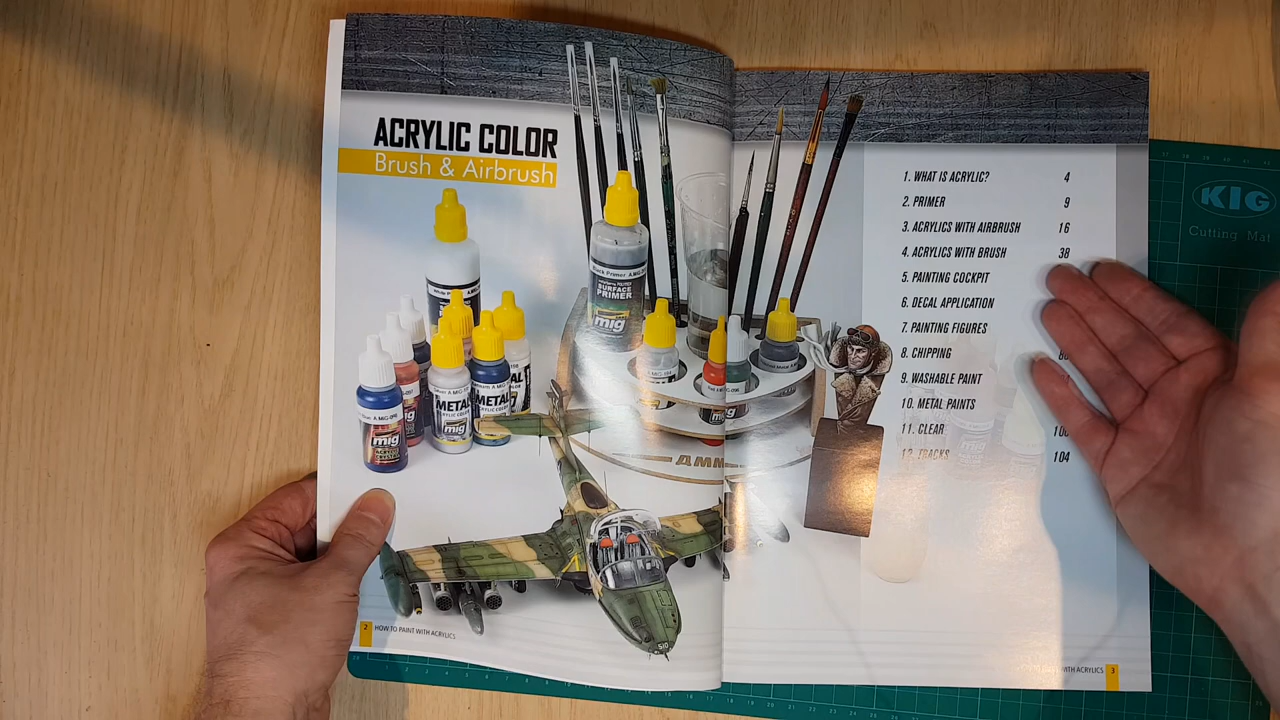 ACRYLIC COLOR
Brush & Airbrush
1. WHAT IS ACRYLIC? 4
2. PRIMER 9
3. ACRYLICS WITH AIRBRUSH 16
4. ACRYLICS WITH BRUSH 38
5. PAINTING COCKPIT
6. DECAL APPLICATION
7. PAINTING FIGURES
8. CHIPPING
9. WASHABLE PAINT
10. METAL PAINTS
11. CLEAR
12. TRACKS 104
Black Primer
SURFACE
PRIMER
mig
METAL
mig
METAL
mig
mig
510
2 HOW TO PAINT WITH ACRYLICS
WITH ACRYLICS 3
KIG
Cutting Mat